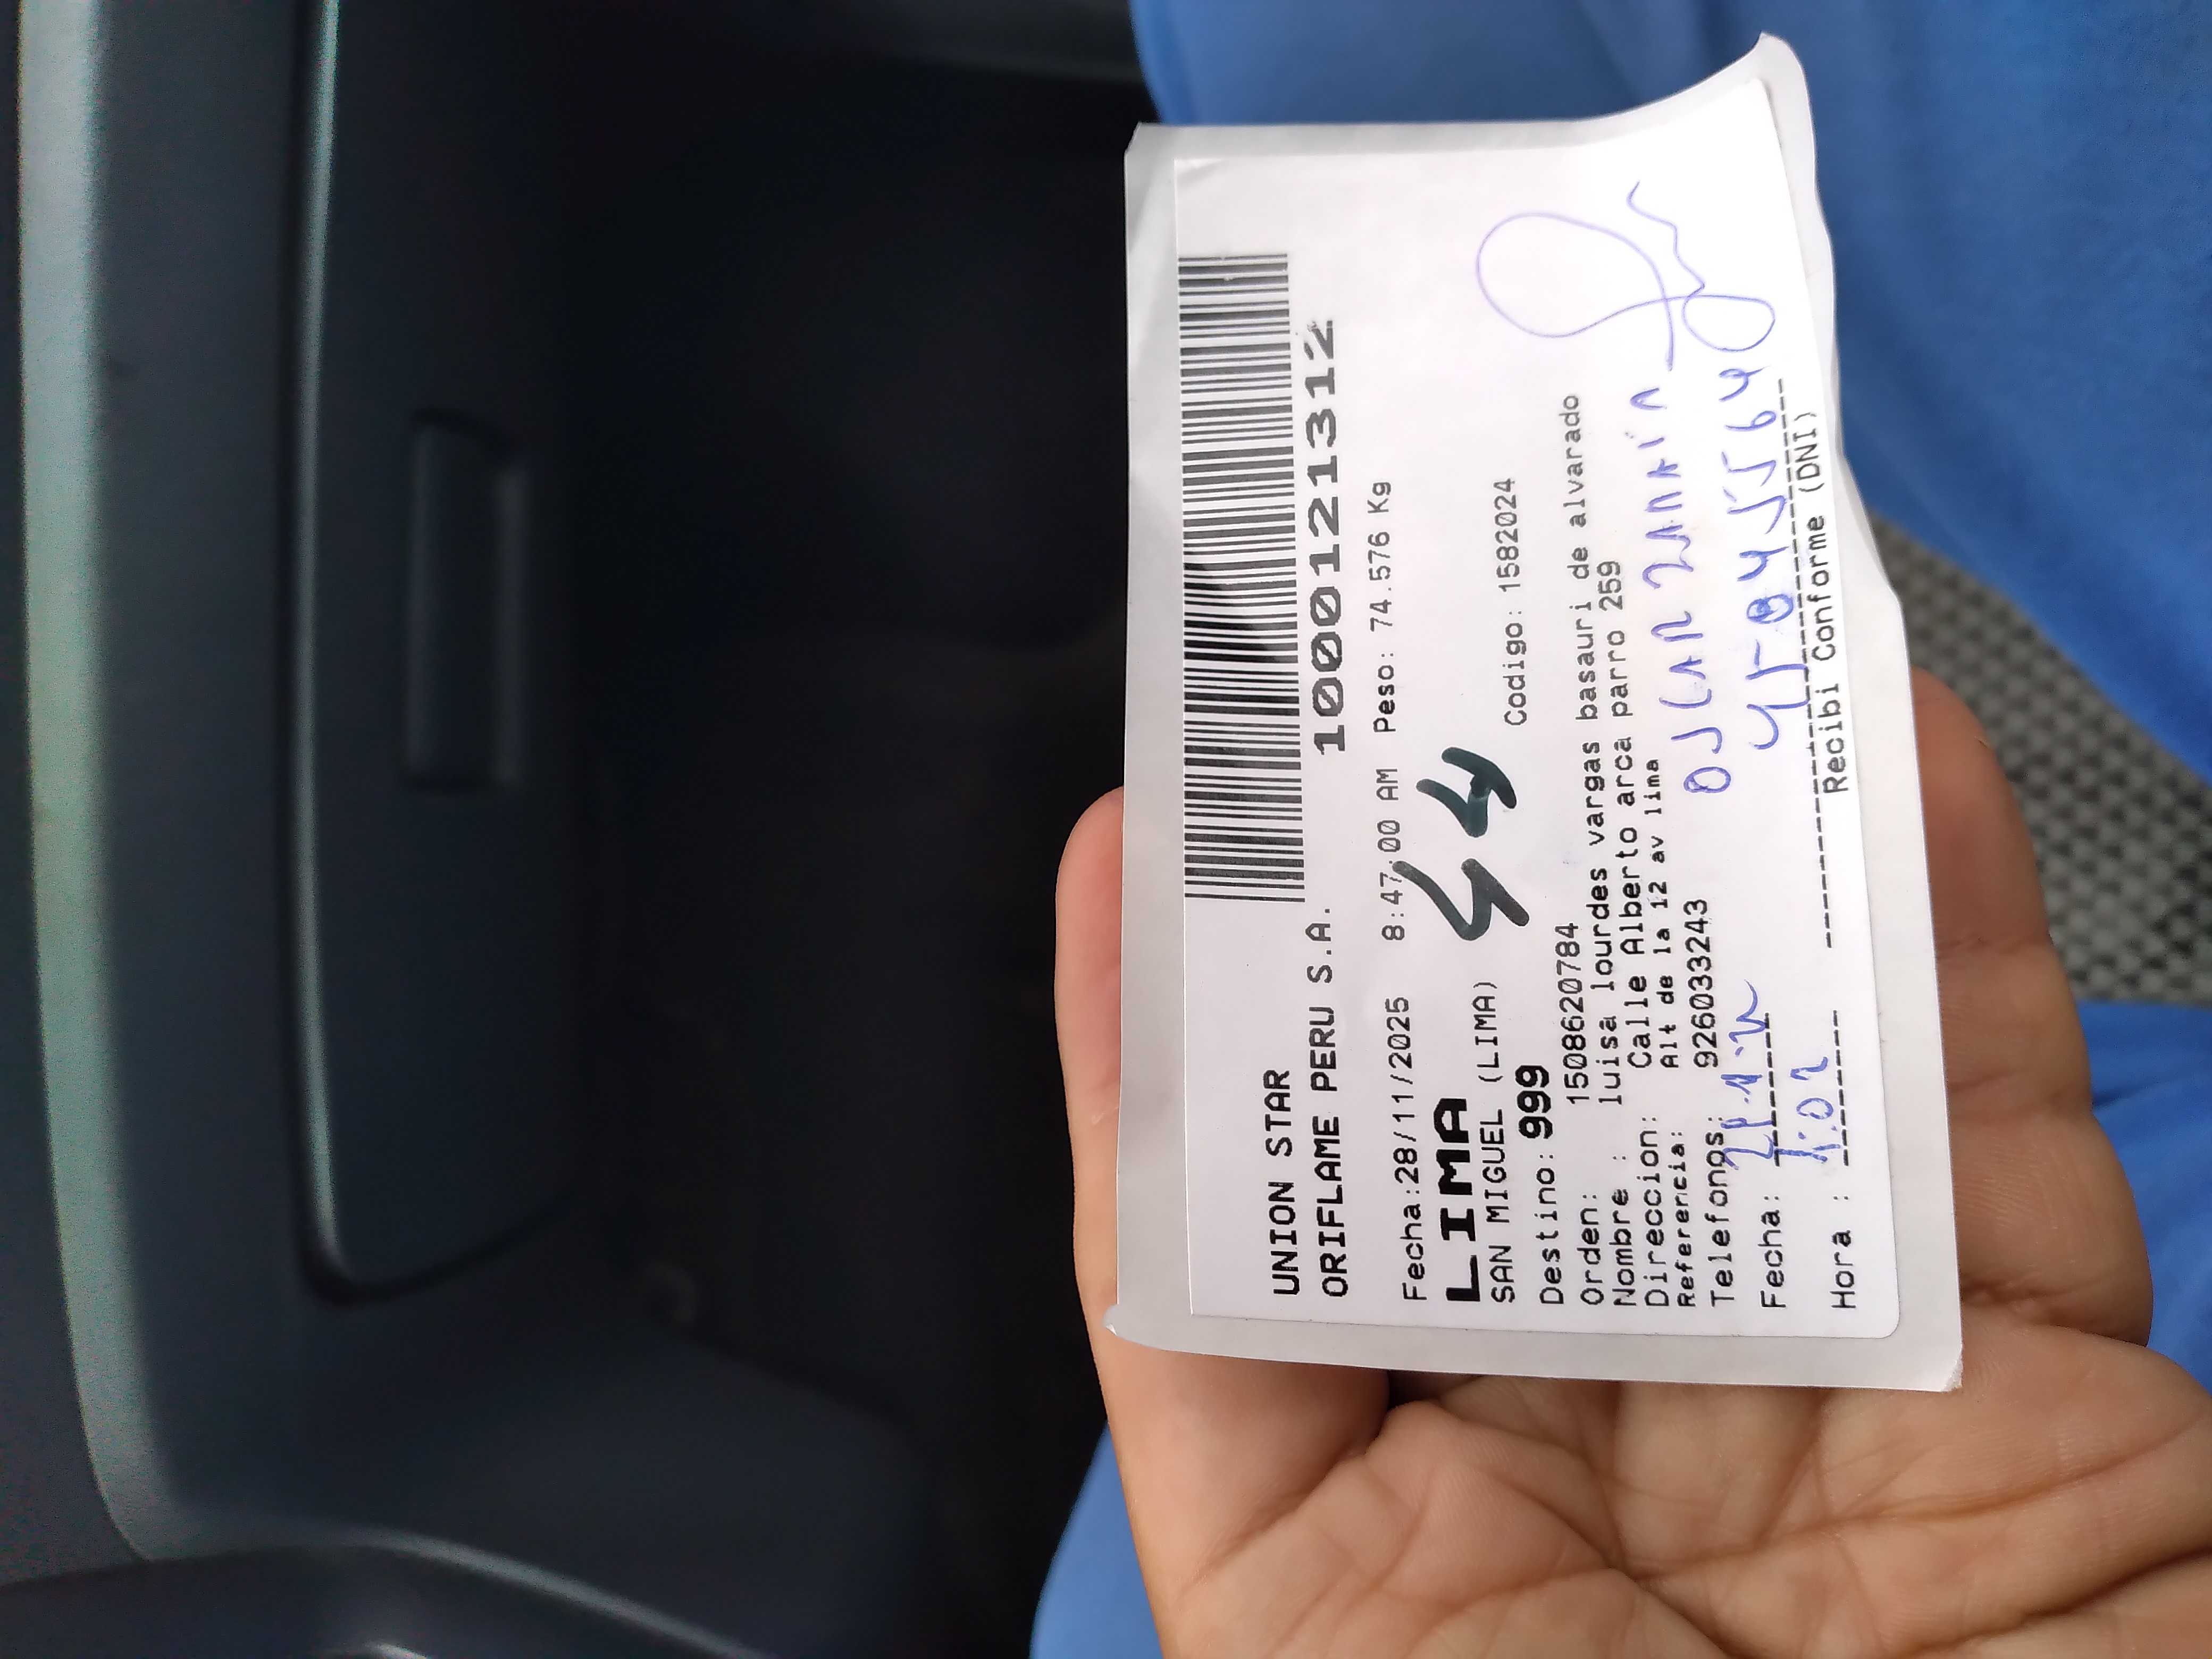 UNION STAR
ORIFLAME PERU S.A. 1000121312
Fecha:28/11/2025 8:47:00 AM Peso: 74.576 Kg
LIMA
44
SAN MIGUEL (LIMA)
Destino: 999 Codigo: 1582024
Orden: 1508620784
Nombre : luisa lourdes vargas basauri de alvarado
Direccion: Calle Alberto arca parro 259
Referencia: Alt de la 12 av lima
Telefonos: 926033243
OSCAR
Fecha:
Hora :
Recibi Conforme (DNI)